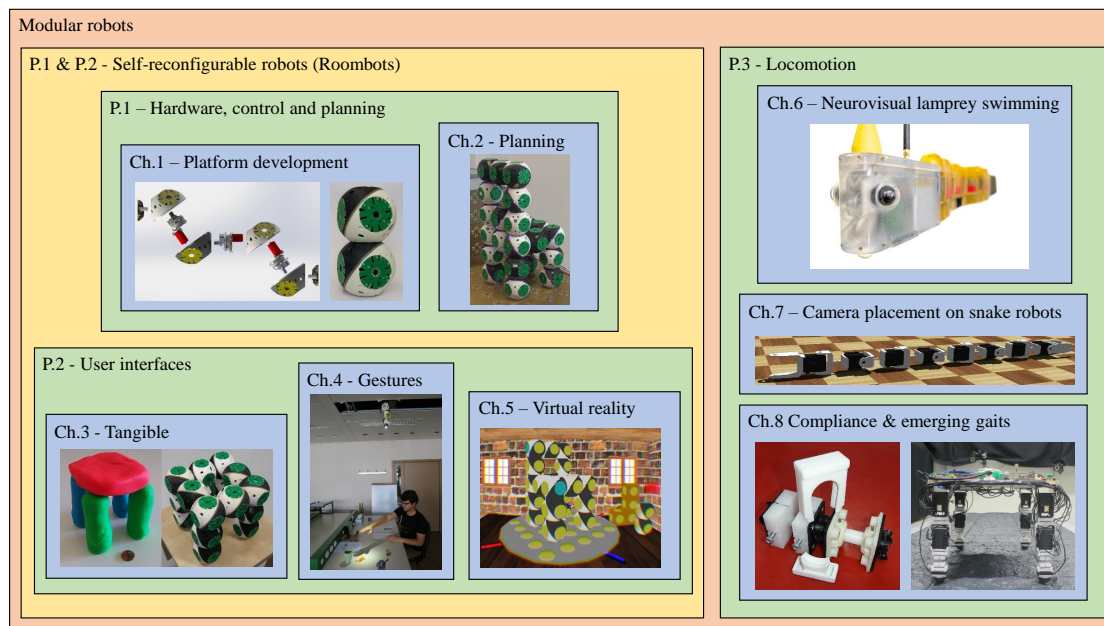 Modular robots
P.1 & P.2 - Self-reconfigurable robots (Roombots)
P.1 – Hardware, control and planning
Ch.1 – Platform development
Ch.2 - Planning
P.2 - User interfaces
Ch.3 - Tangible
Ch.4 - Gestures
Ch.5 – Virtual reality
P.3 - Locomotion
Ch.6 – Neurovisual lamprey swimming
Ch.7 – Camera placement on snake robots
Ch.8 Compliance & emerging gaits